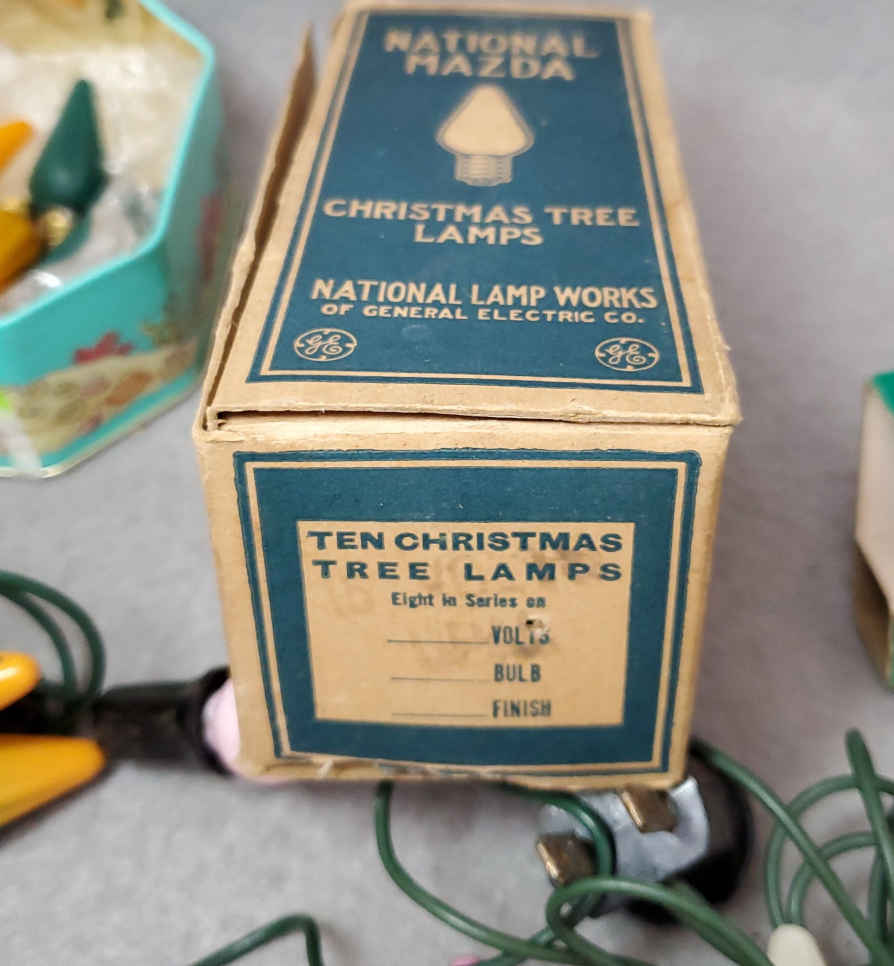 NATIONAL
MAZDA
CHRISTMAS TREE
LAMPS
NATIONAL LAMP WORKS
OF GENERAL ELECTRIC CO.
GE GE
TEN CHRISTMAS
TREE LAMPS
Eight in Series on
VOLTS
BULB
FINISH